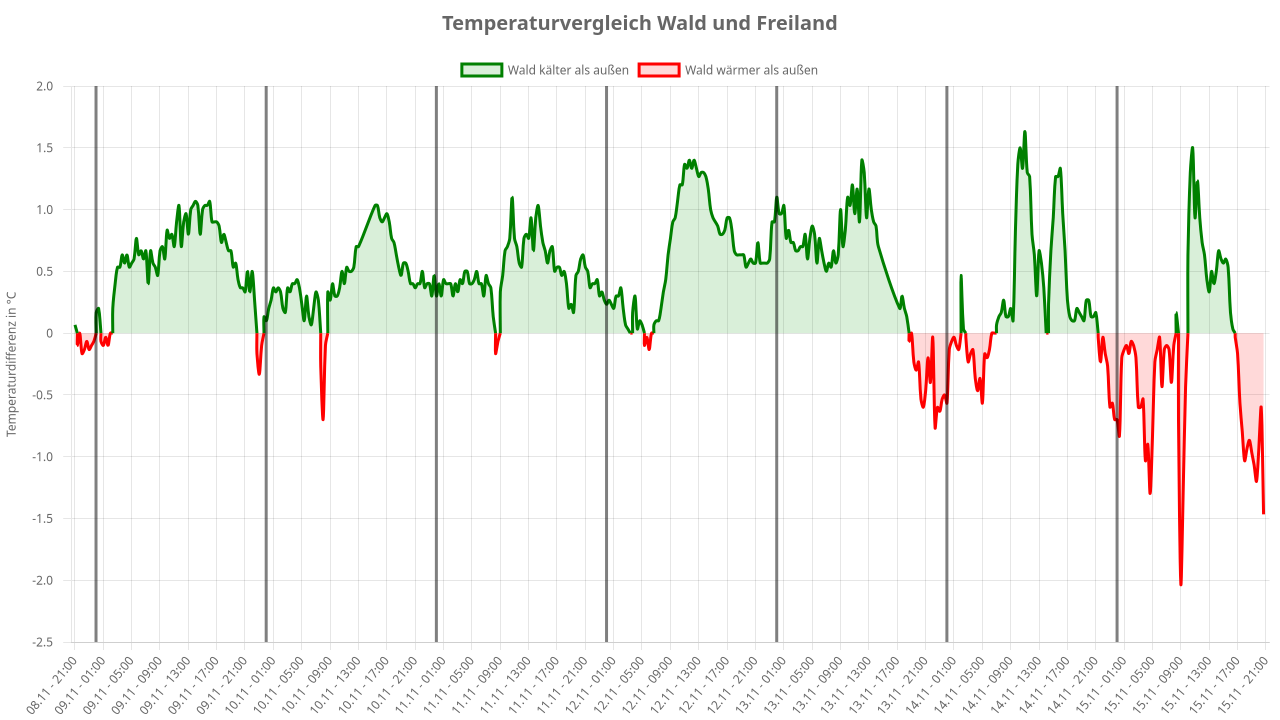 Temperaturvergleich Wald und Freiland
Wald kälter als außen
Wald wärmer als außen
Temperaturdifferenz in °C
2.0
1.5
1.0
0.5
0
-0.5
-1.0
-1.5
-2.0
-2.5
08.11 - 21:00
09.11 - 01:00
09.11 - 05:00
09.11 - 09:00
09.11 - 13:00
09.11 - 17:00
09.11 - 21:00
10.11 - 01:00
10.11 - 05:00
10.11 - 09:00
10.11 - 13:00
10.11 - 17:00
10.11 - 21:00
11.11 - 01:00
11.11 - 05:00
11.11 - 09:00
11.11 - 13:00
11.11 - 17:00
11.11 - 21:00
12.11 - 01:00
12.11 - 05:00
12.11 - 09:00
12.11 - 13:00
12.11 - 17:00
12.11 - 21:00
13.11 - 01:00
13.11 - 05:00
13.11 - 09:00
13.11 - 13:00
13.11 - 17:00
13.11 - 21:00
14.11 - 01:00
14.11 - 05:00
14.11 - 09:00
14.11 - 13:00
14.11 - 17:00
14.11 - 21:00
15.11 - 01:00
15.11 - 05:00
15.11 - 09:00
15.11 - 13:00
15.11 - 17:00
15.11 - 21:00